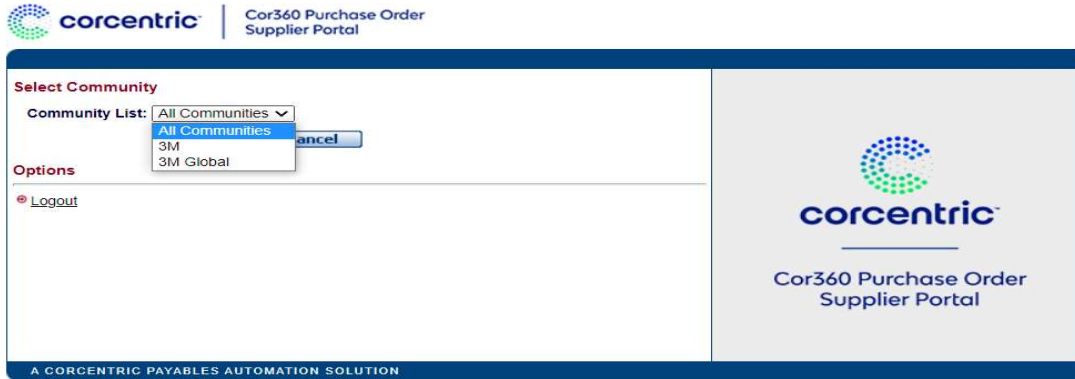 corcentric
Cor360 Purchase Order
Supplier Portal
Select Community
Community List: All Communities
All Communities
3M
3M Global
Options
Logout
corcentric
Cor360 Purchase Order
Supplier Portal
A CORCENTRIC PAYABLES AUTOMATION SOLUTION